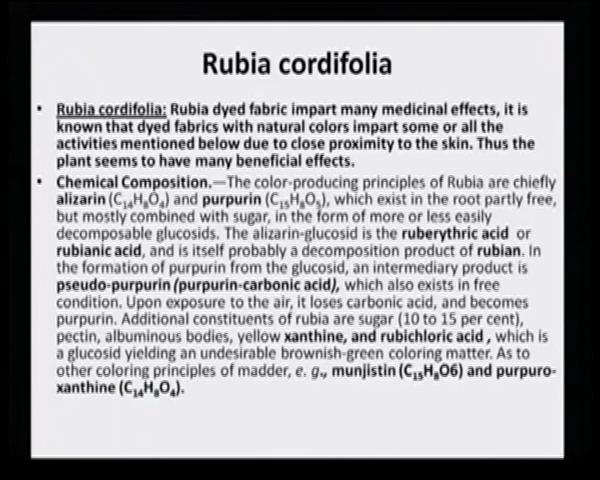 Rubia cordifolia
• Rubia cordifolia: Rubia dyed fabric impart many medicinal effects, it is
known that dyed fabrics with natural colors impart some or all the
activities mentioned below due to close proximity to the skin. Thus the
plant seems to have many beneficial effects.
• Chemical Composition.—The color-producing principles of Rubia are chiefly
alizarin (C₁₄H₈O₄) and purpurin (C₁₅H₈O₅), which exist in the root partly free,
but mostly combined with sugar, in the form of more or less easily
decomposable glucosids. The alizarin-glucosid is the ruberythric acid or
rubianic acid, and is itself probably a decomposition product of rubian. In
the formation of purpurin from the glucosid, an intermediary product is
pseudo-purpurin (purpurin-carbonic acid), which also exists in free
condition. Upon exposure to the air, it loses carbonic acid, and becomes
purpurin. Additional constituents of rubia are sugar (10 to 15 per cent),
pectin, albuminous bodies, yellow xanthine, and rubichloric acid , which is
a glucosid yielding an undesirable brownish-green coloring matter. As to
other coloring principles of madder, e. g., munjistin (C₁₅H₈O6) and purpuro-
xanthine (C₁₄H₈O₄).